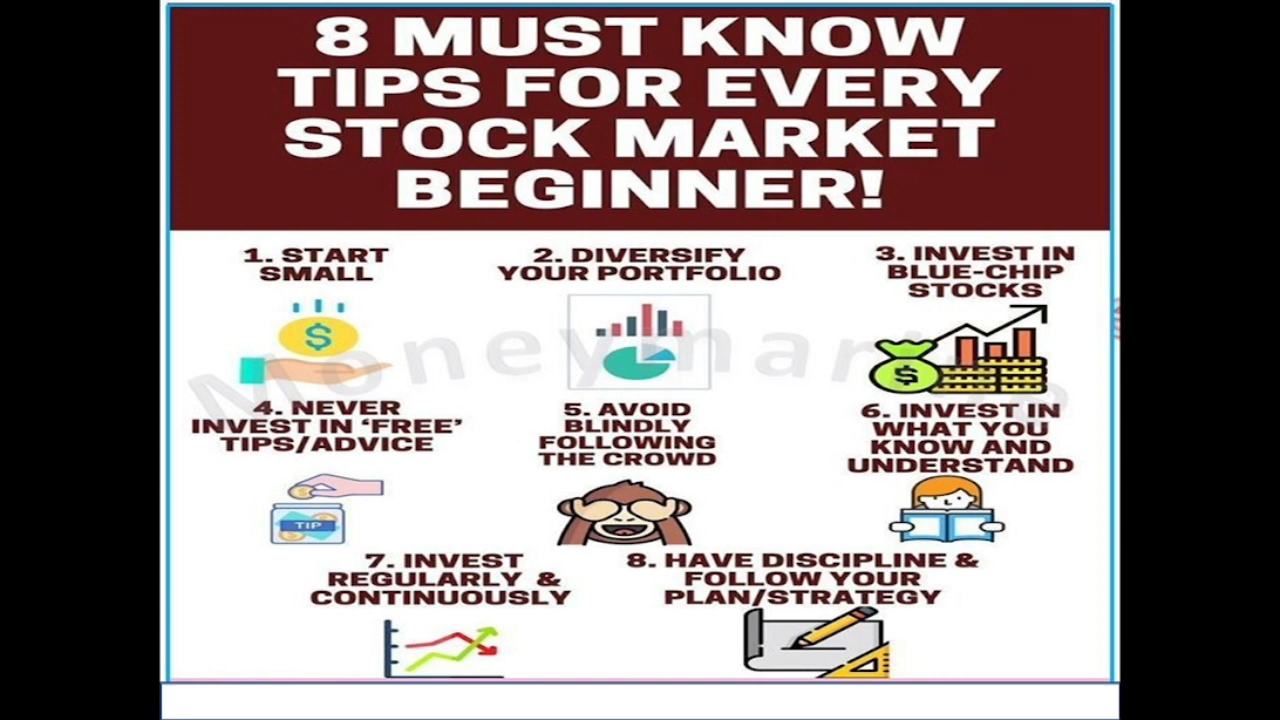 8 MUST KNOW
TIPS FOR EVERY
STOCK MARKET
BEGINNER!
1. START
SMALL
2. DIVERSIFY
YOUR PORTFOLIO
3. INVEST IN
BLUE-CHIP
STOCKS
4. NEVER
INVEST IN ‘FREE’
TIPS/ADVICE
TIP
5. AVOID
BLINDLY
FOLLOWING
THE CROWD
6. INVEST IN
WHAT YOU
KNOW AND
UNDERSTAND
7. INVEST
REGULARLY &
CONTINUOUSLY
8. HAVE DISCIPLINE &
FOLLOW YOUR
PLAN/STRATEGY